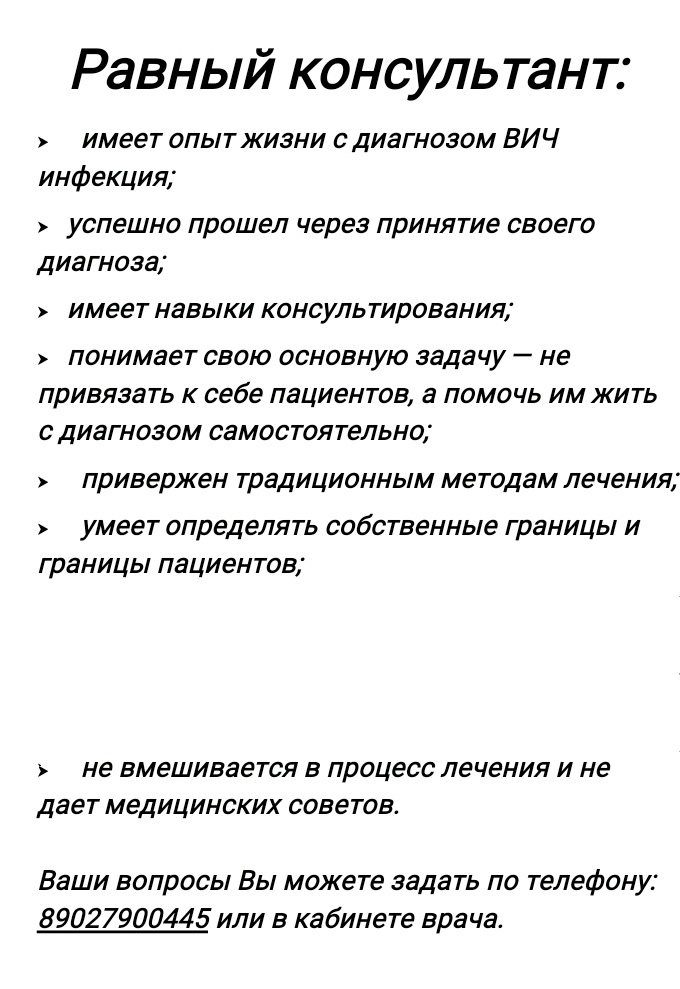 Равный консультант:
➤ имеет опыт жизни с диагнозом ВИЧ
инфекция;
➤ успешно прошел через принятие своего
диагноза;
➤ имеет навыки консультирования;
➤ понимает свою основную задачу — не
привязать к себе пациентов, а помочь им жить
с диагнозом самостоятельно;
➤ привержен традиционным методам лечения;
➤ умеет определять собственные границы и
границы пациентов;
➤ не вмешивается в процесс лечения и не
дает медицинских советов.
Ваши вопросы Вы можете задать по телефону:
89027900445 или в кабинете врача.